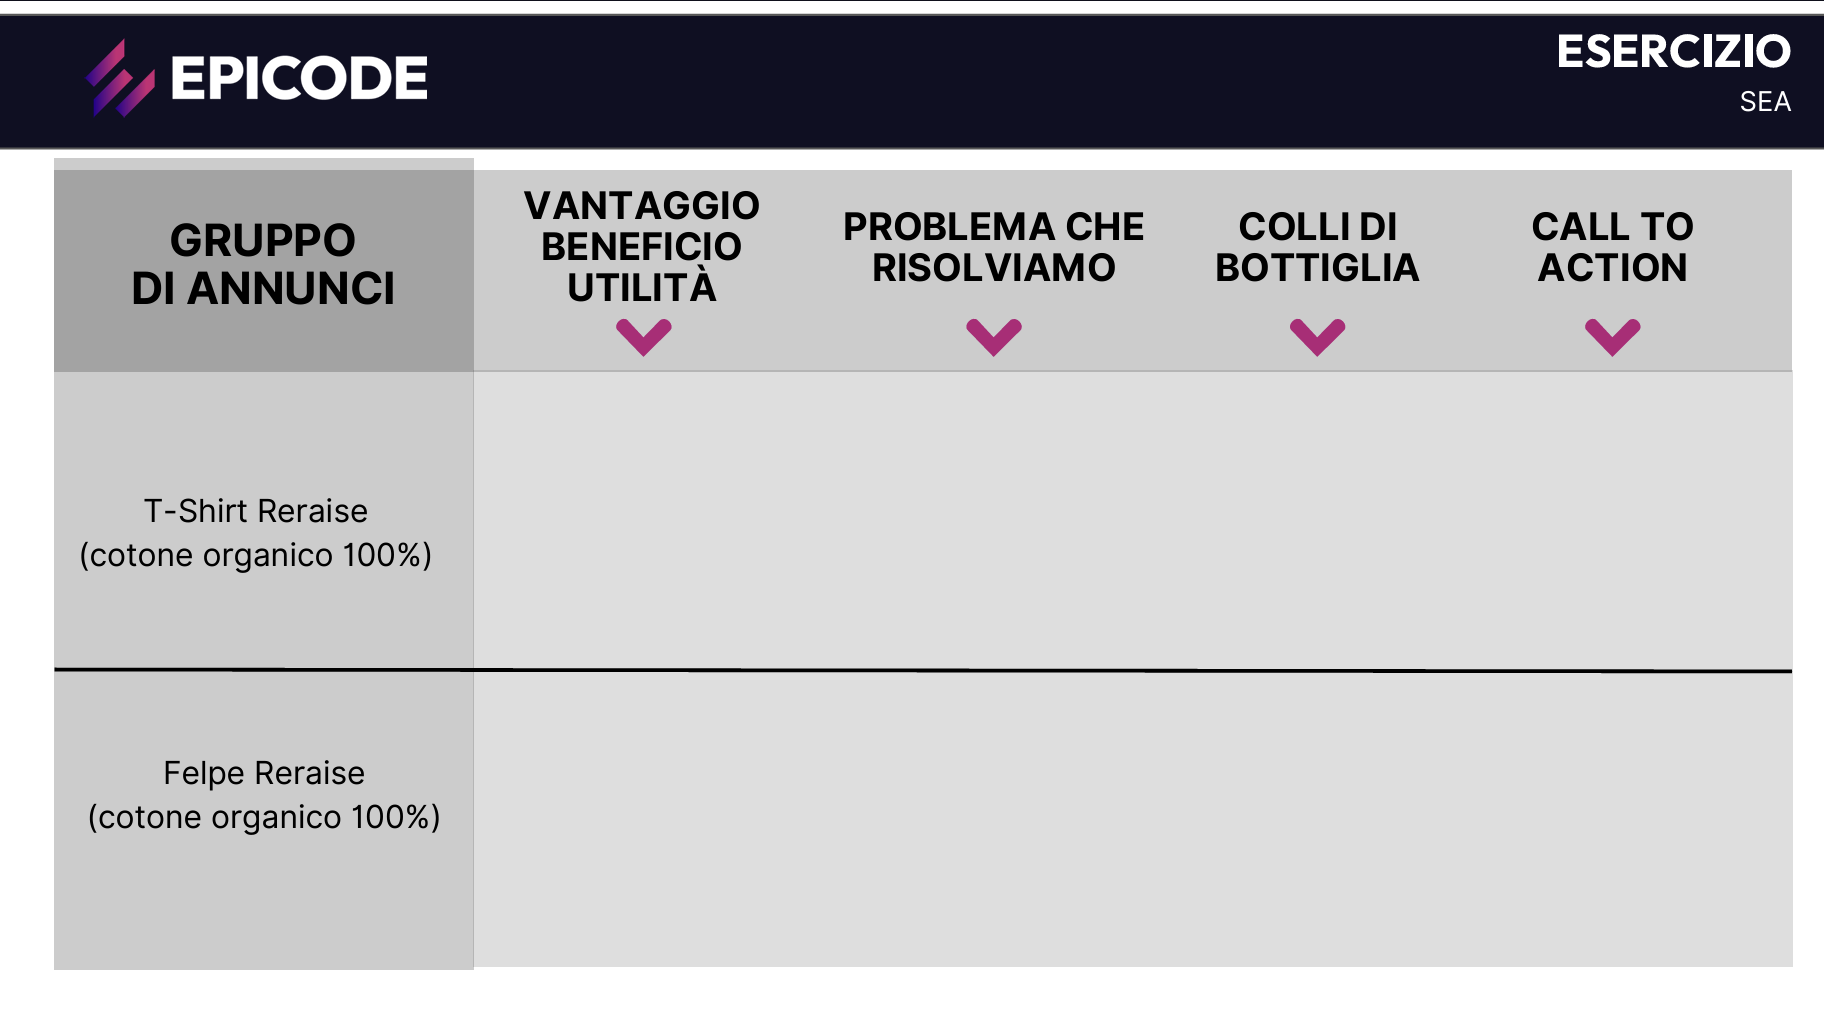 EPICODE
ESERCIZIO
SEA
GRUPPO
DI ANNUNCI
VANTAGGIO
BENEFICIO
UTILITÀ
PROBLEMA CHE
RISOLVIAMO
COLLI DI
BOTTIGLIA
CALL TO
ACTION
T-Shirt Reraise
(cotone organico 100%)
Felpe Reraise
(cotone organico 100%)